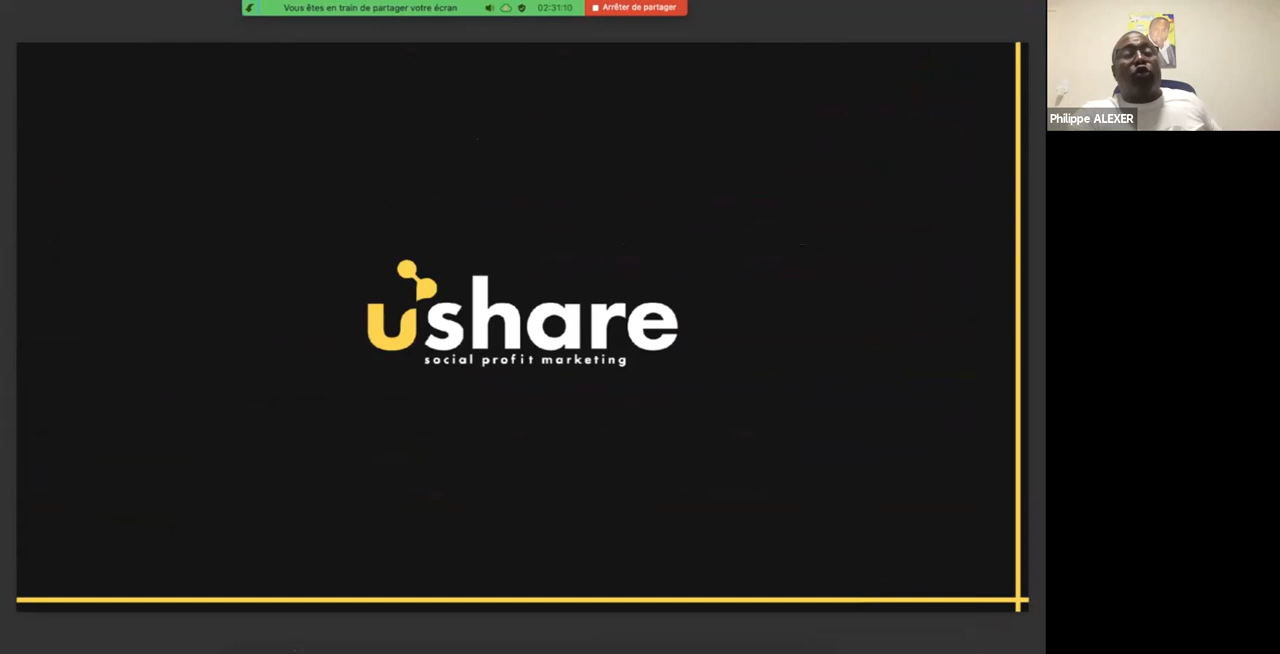 Vous êtes en train de partager votre écran 02:31:10 Arrêter de partager
Philippe ALEXER
ushare
social profit marketing